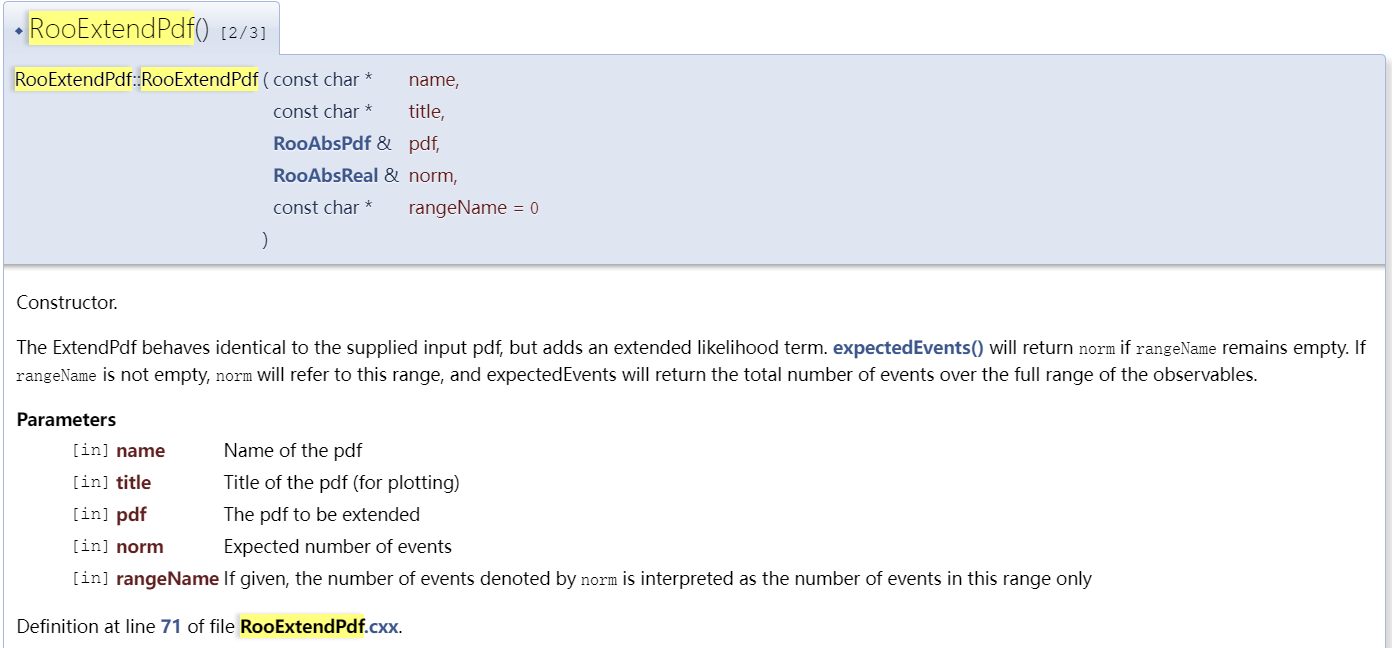 ◆ RooExtendPdf() [2/3]
RooExtendPdf::RooExtendPdf ( const char * name,
const char * title,
RooAbsPdf & pdf,
RooAbsReal & norm,
const char * rangeName = 0
)
Constructor.
The ExtendPdf behaves identical to the supplied input pdf, but adds an extended likelihood term. expectedEvents() will return norm if rangeName remains empty. If
rangeName is not empty, norm will refer to this range, and expectedEvents will return the total number of events over the full range of the observables.
Parameters
[in] name Name of the pdf
[in] title Title of the pdf (for plotting)
[in] pdf The pdf to be extended
[in] norm Expected number of events
[in] rangeName If given, the number of events denoted by norm is interpreted as the number of events in this range only
Definition at line 71 of file RooExtendPdf.cxx.